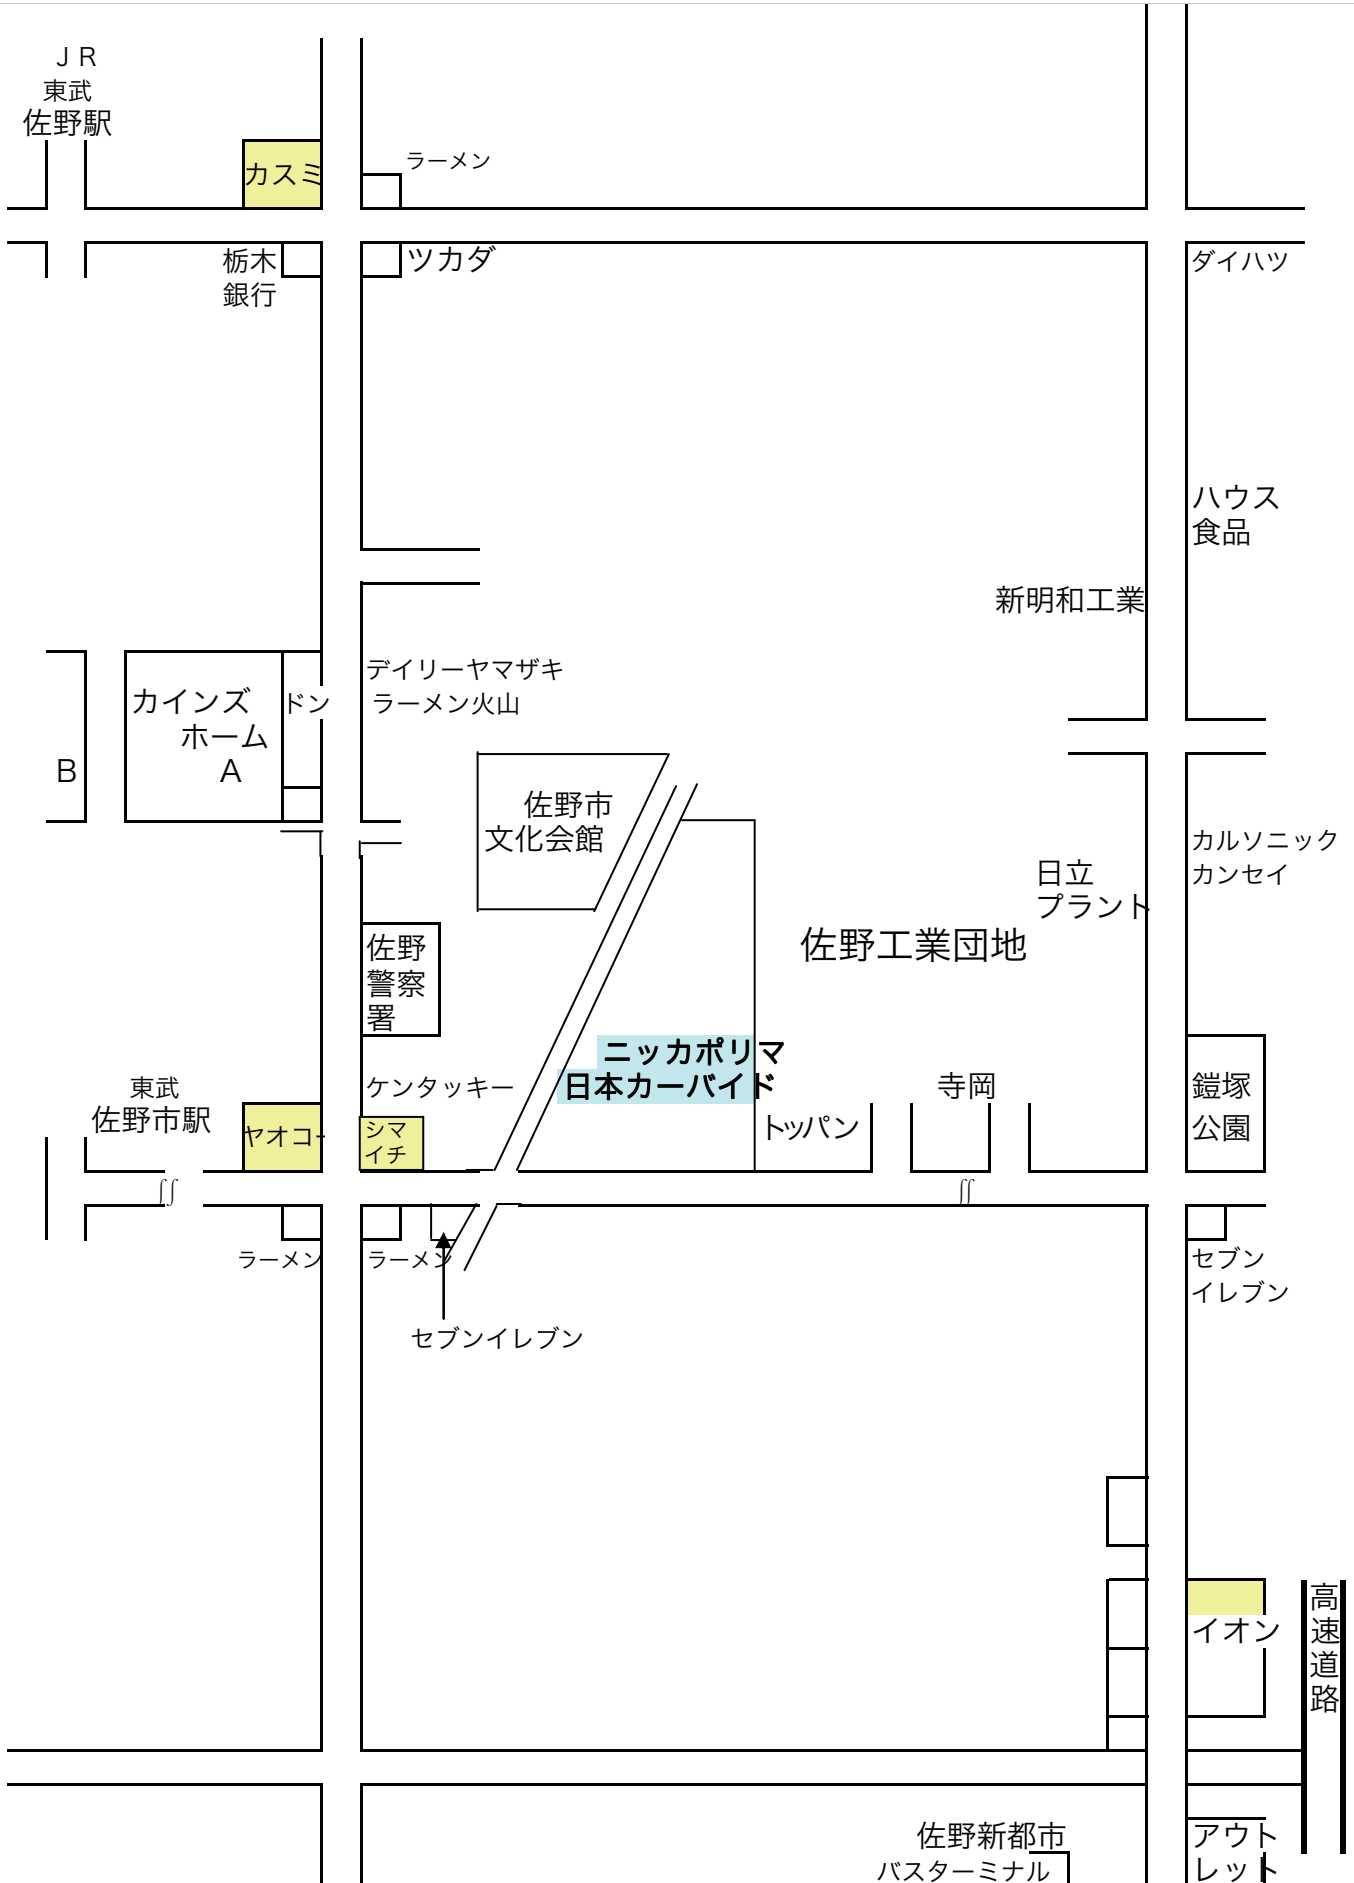 ＪＲ
東武
佐野駅
カスミ
ラーメン
栃木
銀行
ツカダ
ダイハツ
ハウス
食品
新明和工業
デイリーヤマザキ
ラーメン火山
カインズ
ホーム
A
ドン
B
佐野市
文化会館
カルソニック
カンセイ
日立
プラント
佐野工業団地
佐野
警察
署
ニッカポリマ
日本カーバイド
ケンタッキー
寺岡
鎧塚
公園
東武
佐野市駅
ヤオコー
シマ
イチ
トッパン
∫∫
∫∫
ラーメン
ラーメン
セブン
イレブン
セブンイレブン
イオン
高
速
道
路
佐野新都市
バスターミナル
アウト
レット